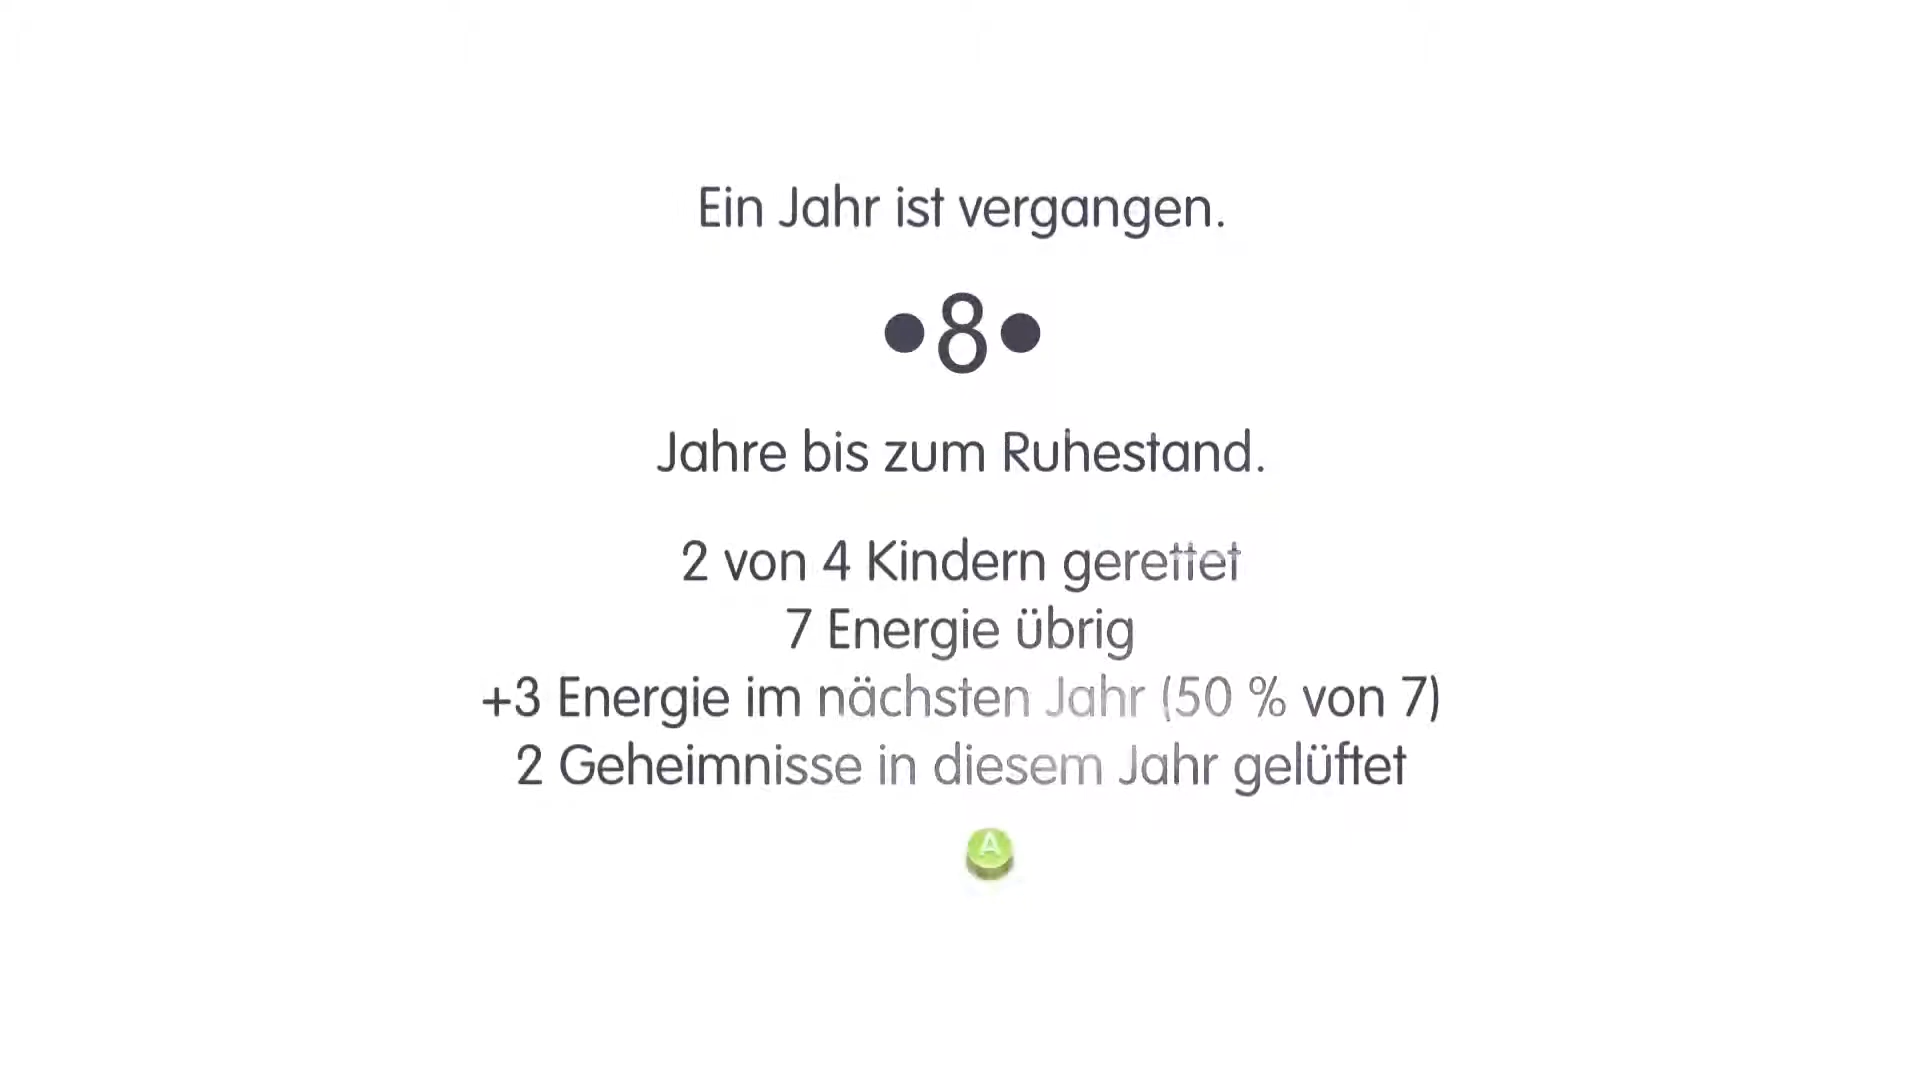 Ein Jahr ist vergangen.
•8•
Jahre bis zum Ruhestand.
2 von 4 Kindern gerettet
7 Energie übrig
+3 Energie im nächsten Jahr (50 % von 7)
2 Geheimnisse in diesem Jahr gelüftet
A